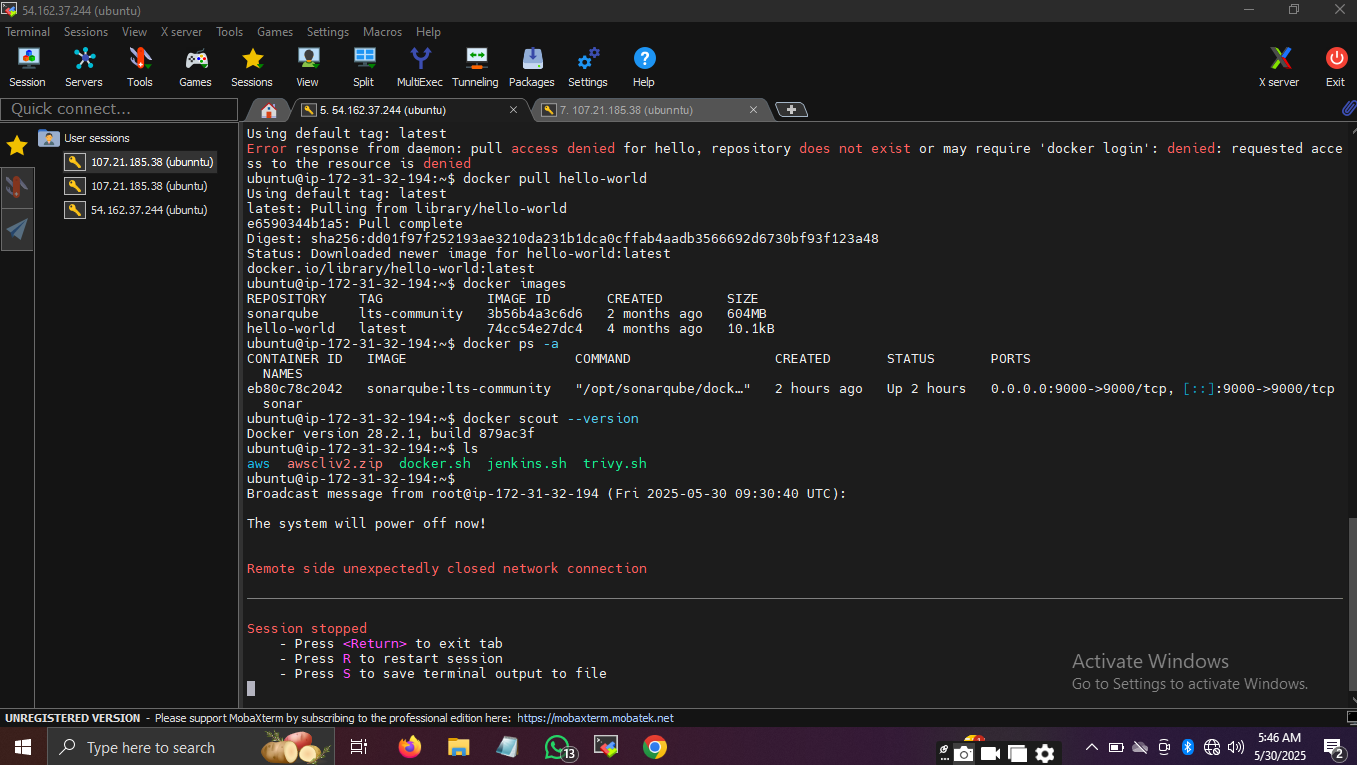 54.162.37.244 (ubuntu)
Terminal Sessions View X server Tools Games Settings Macros Help
Session Servers Tools Games Sessions View Split MultiExec Tunneling Packages Settings Help X server Exit
Quick connect...
5. 54.162.37.244 (ubuntu)
7. 107.21.185.38 (ubunntu)
User sessions
107.21.185.38 (ubunntu)
107.21.185.38 (ubuntu)
54.162.37.244 (ubuntu)
Using default tag: latest
Error response from daemon: pull access denied for hello, repository does not exist or may require 'docker login': denied: requested acce
ss to the resource is denied
ubuntu@ip-172-31-32-194:~$ docker pull hello-world
Using default tag: latest
latest: Pulling from library/hello-world
e6590344b1a5: Pull complete
Digest: sha256:dd01f97f252193ae3210da231b1dca0cffab4aadb3566692d6730bf93f123a48
Status: Downloaded newer image for hello-world:latest
docker.io/library/hello-world:latest
ubuntu@ip-172-31-32-194:~$ docker images
REPOSITORY    TAG             IMAGE ID       CREATED        SIZE
sonarqube     lts-community   3b56b4a3c6d6   2 months ago   604MB
hello-world   latest          74cc54e27dc4   4 months ago   10.1kB
ubuntu@ip-172-31-32-194:~$ docker ps -a
CONTAINER ID   IMAGE                     COMMAND                  CREATED       STATUS       PORTS
  NAMES
eb80c78c2042   sonarqube:lts-community   "/opt/sonarqube/dock…"   2 hours ago   Up 2 hours   0.0.0.0:9000->9000/tcp, [::]:9000->9000/tcp
  sonar
ubuntu@ip-172-31-32-194:~$ docker scout --version
Docker version 28.2.1, build 879ac3f
ubuntu@ip-172-31-32-194:~$ ls
aws  awscliv2.zip  docker.sh  jenkins.sh  trivy.sh
ubuntu@ip-172-31-32-194:~$
Broadcast message from root@ip-172-31-32-194 (Fri 2025-05-30 09:30:40 UTC):
The system will power off now!
Remote side unexpectedly closed network connection
Session stopped
- Press <Return> to exit tab
- Press R to restart session
- Press S to save terminal output to file
Activate Windows
Go to Settings to activate Windows.
UNREGISTERED VERSION - Please support MobaXterm by subscribing to the professional edition here: https://mobaxterm.mobatek.net
Type here to search
13
1
5:46 AM
5/30/2025
2